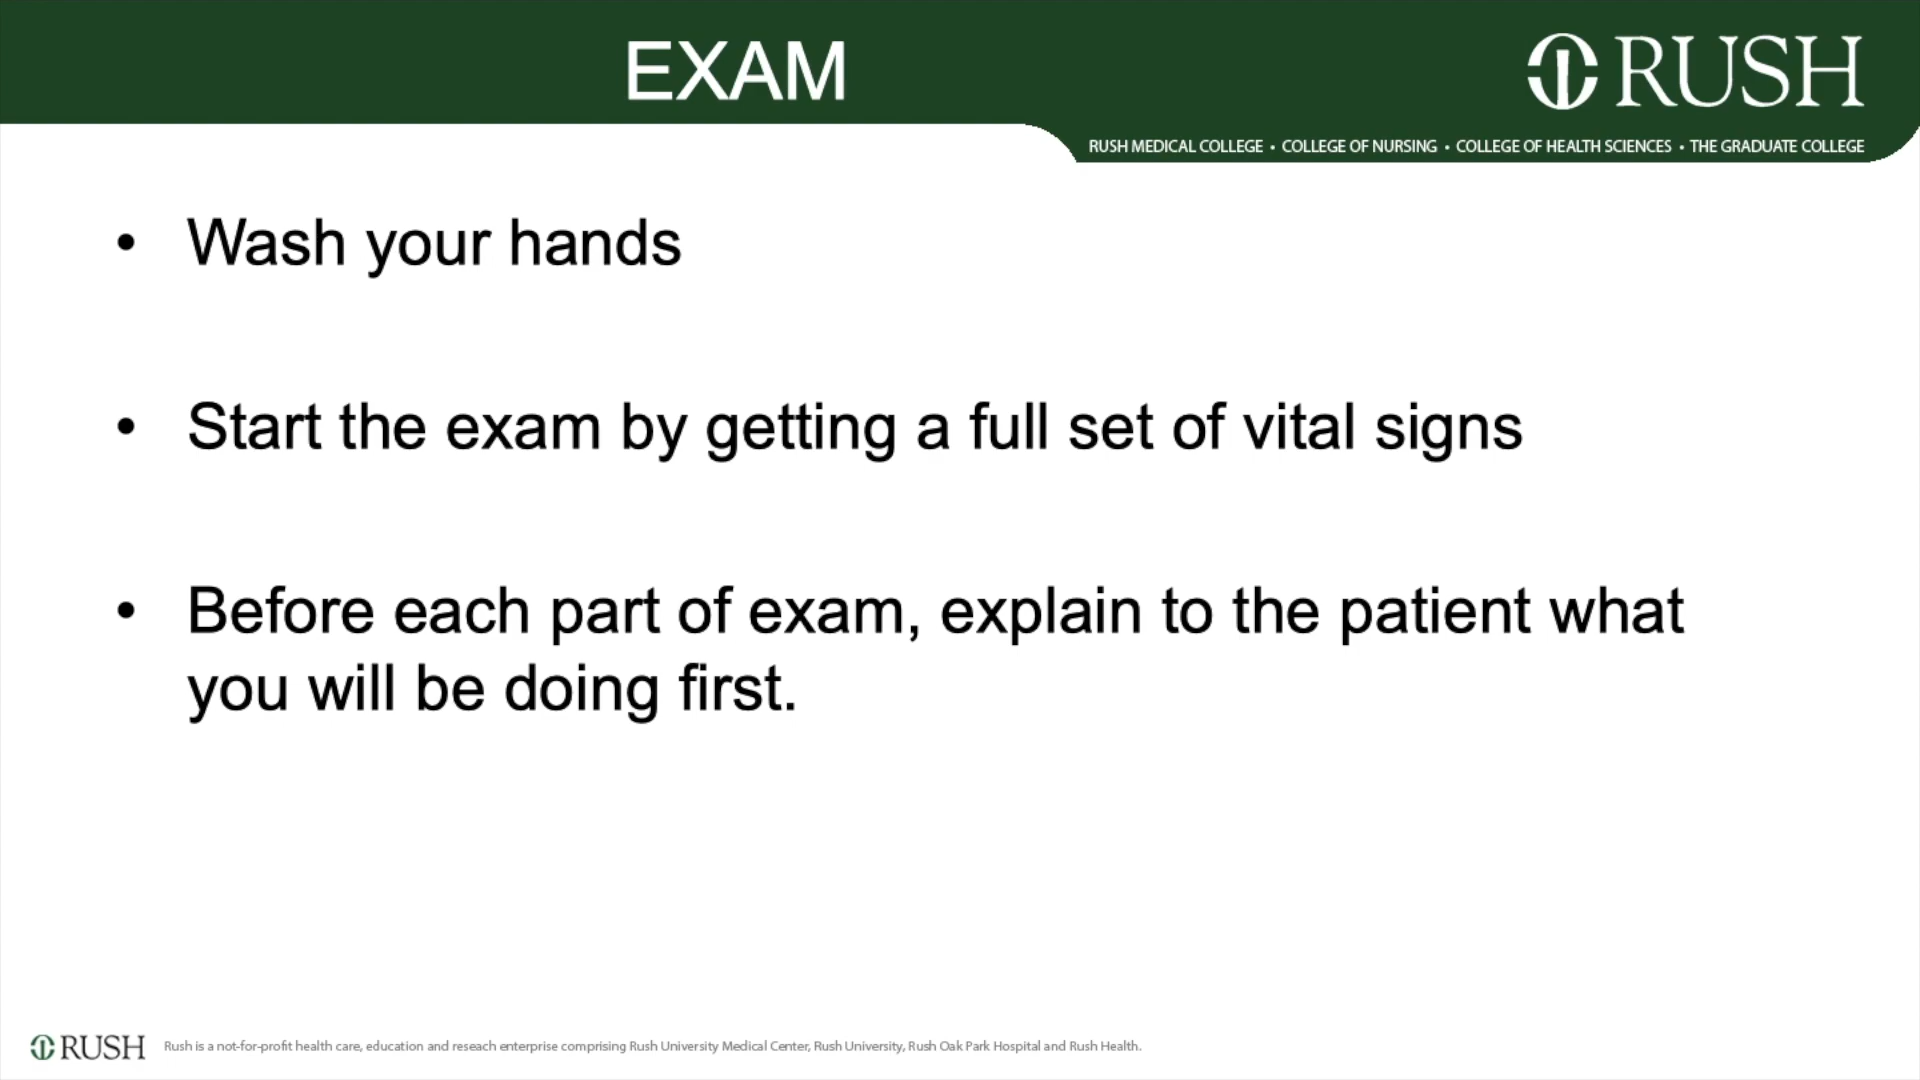 EXAM
RUSH
RUSH MEDICAL COLLEGE • COLLEGE OF NURSING • COLLEGE OF HEALTH SCIENCES • THE GRADUATE COLLEGE
• Wash your hands
• Start the exam by getting a full set of vital signs
• Before each part of exam, explain to the patient what
you will be doing first.
RUSH Rush is a not-for-profit health care, education and reseach enterprise comprising Rush University Medical Center, Rush University, Rush Oak Park Hospital and Rush Health.